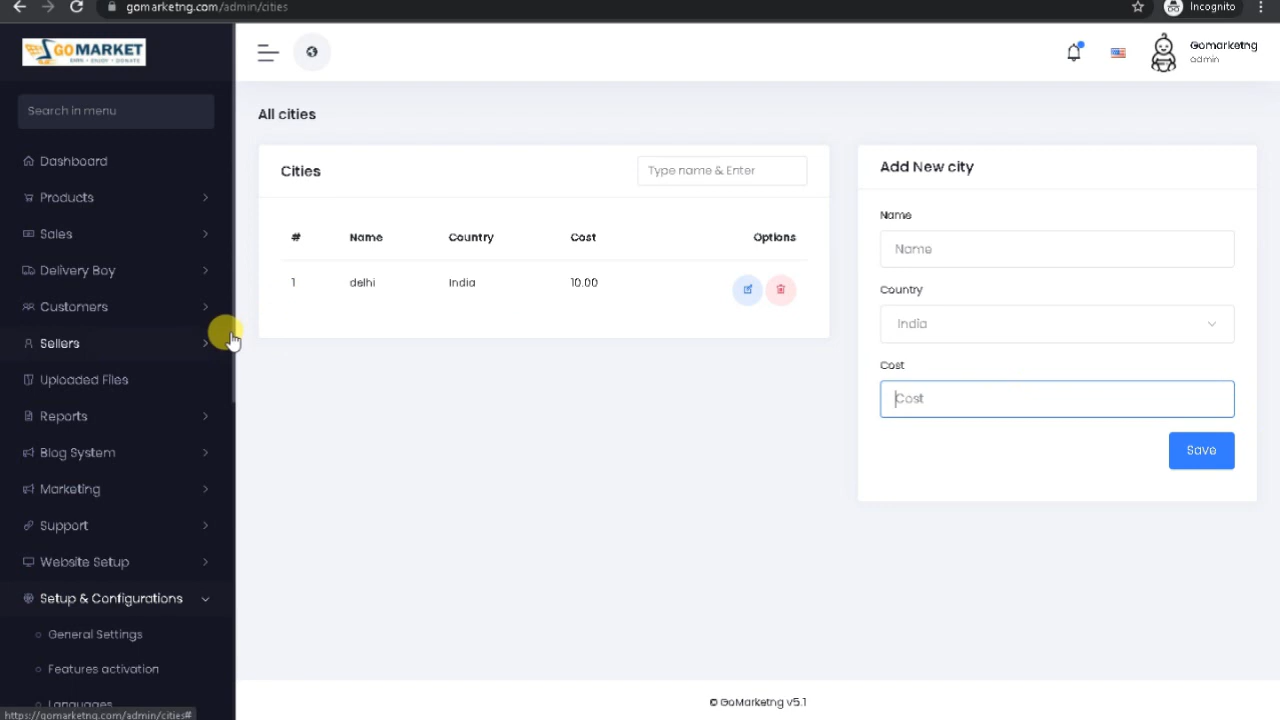 gomarketng.com/admin/cities
Incognito
GOMARKET
EARN • ENJOY • DONATE
Gomarketng
admin
Search in menu
Dashboard
Products
Sales
Delivery Boy
Customers
Sellers
Uploaded Files
Reports
Blog System
Marketing
Support
Website Setup
Setup & Configurations
General Settings
Features activation
Languages
https://gomarketng.com/admin/cities#
All cities
Cities
Type name & Enter
# Name Country Cost Options
1 delhi India 10.00
Add New city
Name
Name
Country
India
Cost
Cost
Save
© GoMarketng v5.1